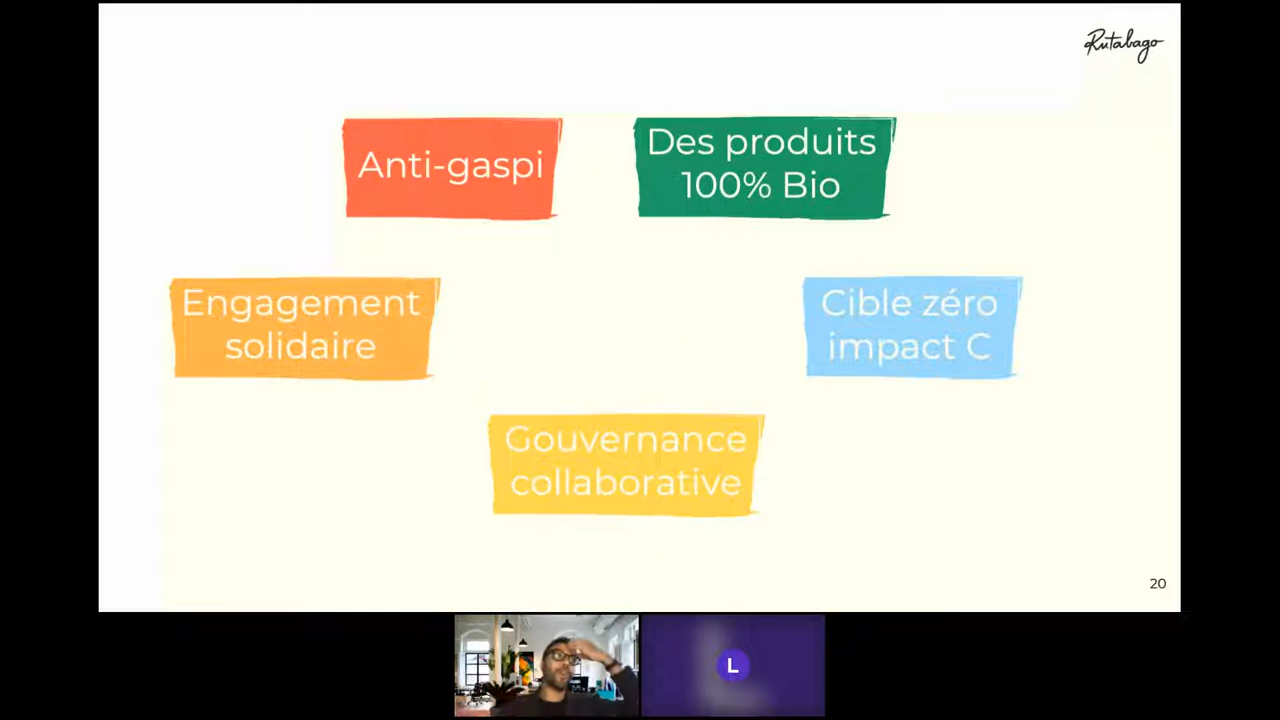 Rutabago
Anti-gaspi
Des produits
100% Bio
Engagement
solidaire
Cible zéro
impact C
Gouvernance
collaborative
20
L